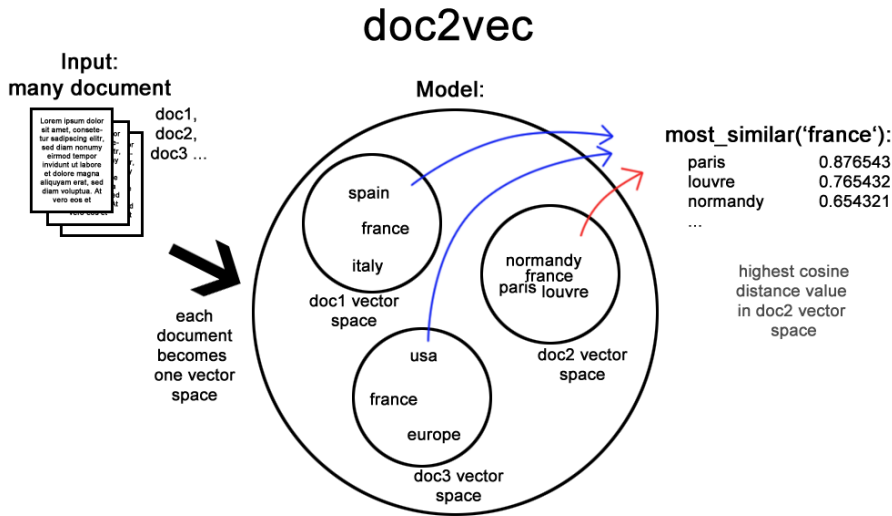 doc2vec
Input:
many document
Lorem ipsum dolor
sit amet, consete-
tur sadipscing elitr,
sed diam nonumy
eirmod tempor
invidunt ut labore
et dolore magna
aliquyam erat, sed
diam voluptua. At
vero eos et
doc1,
doc2,
doc3 ...
each
document
becomes
one vector
space
Model:
spain
france
italy
doc1 vector
space
normandy
france
paris
louvre
doc2 vector
space
usa
france
europe
doc3 vector
space
most_similar(‘france‘):
paris 0.876543
louvre 0.765432
normandy 0.654321
...
highest cosine
distance value
in doc2 vector
space